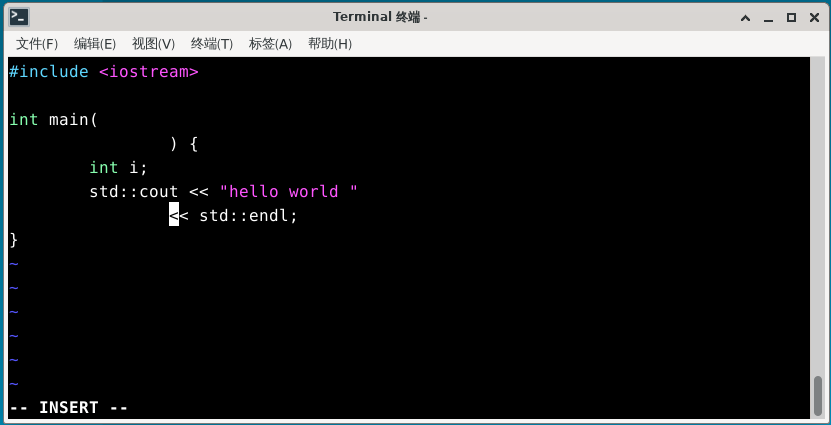 Terminal 终端 -
文件(F) 编辑(E) 视图(V) 终端(T) 标签(A) 帮助(H)
#include <iostream>
int main(
) {
int i;
std::cout << "hello world "
<< std::endl;
}
~
~
~
~
~
~
-- INSERT --